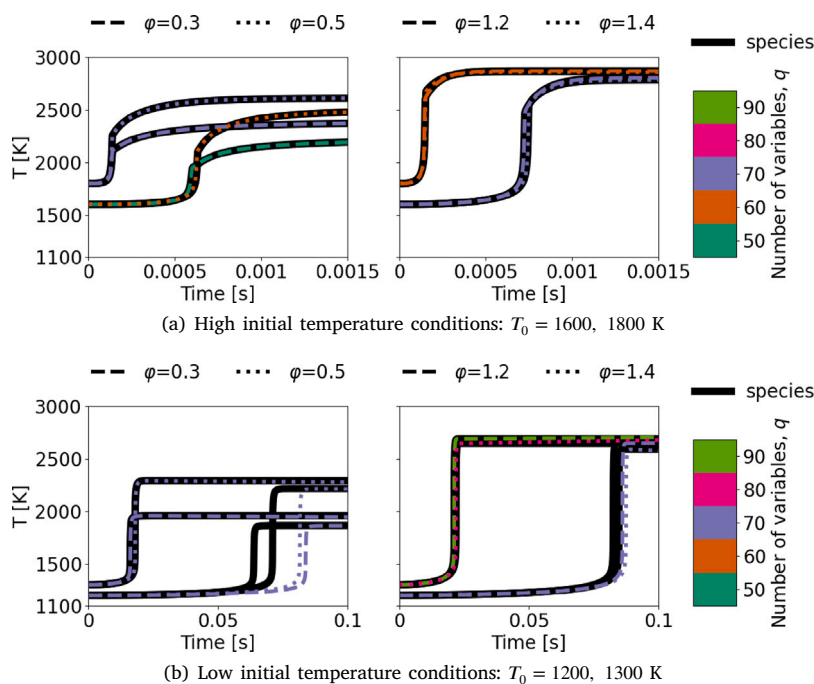 φ=0.3 φ=0.5 φ=1.2 φ=1.4
species
3000
2500
2000
1500
1100
T [K]
0 0.0005 0.001 0.0015
Time [s]
0 0.0005 0.001 0.0015
Time [s]
90
80
70
60
50
Number of variables, q
(a) High initial temperature conditions: T₀ = 1600, 1800 K
φ=0.3 φ=0.5 φ=1.2 φ=1.4
species
3000
2500
2000
1500
1100
T [K]
0 0.05 0.1
Time [s]
0 0.05 0.1
Time [s]
90
80
70
60
50
Number of variables, q
(b) Low initial temperature conditions: T₀ = 1200, 1300 K